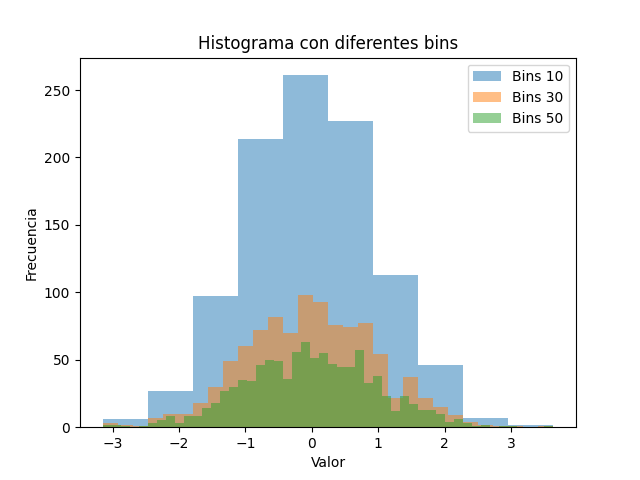 Histograma con diferentes bins
Bins 10
Bins 30
Bins 50
Frecuencia
250
200
150
100
50
0
−3
−2
−1
0
1
2
3
Valor